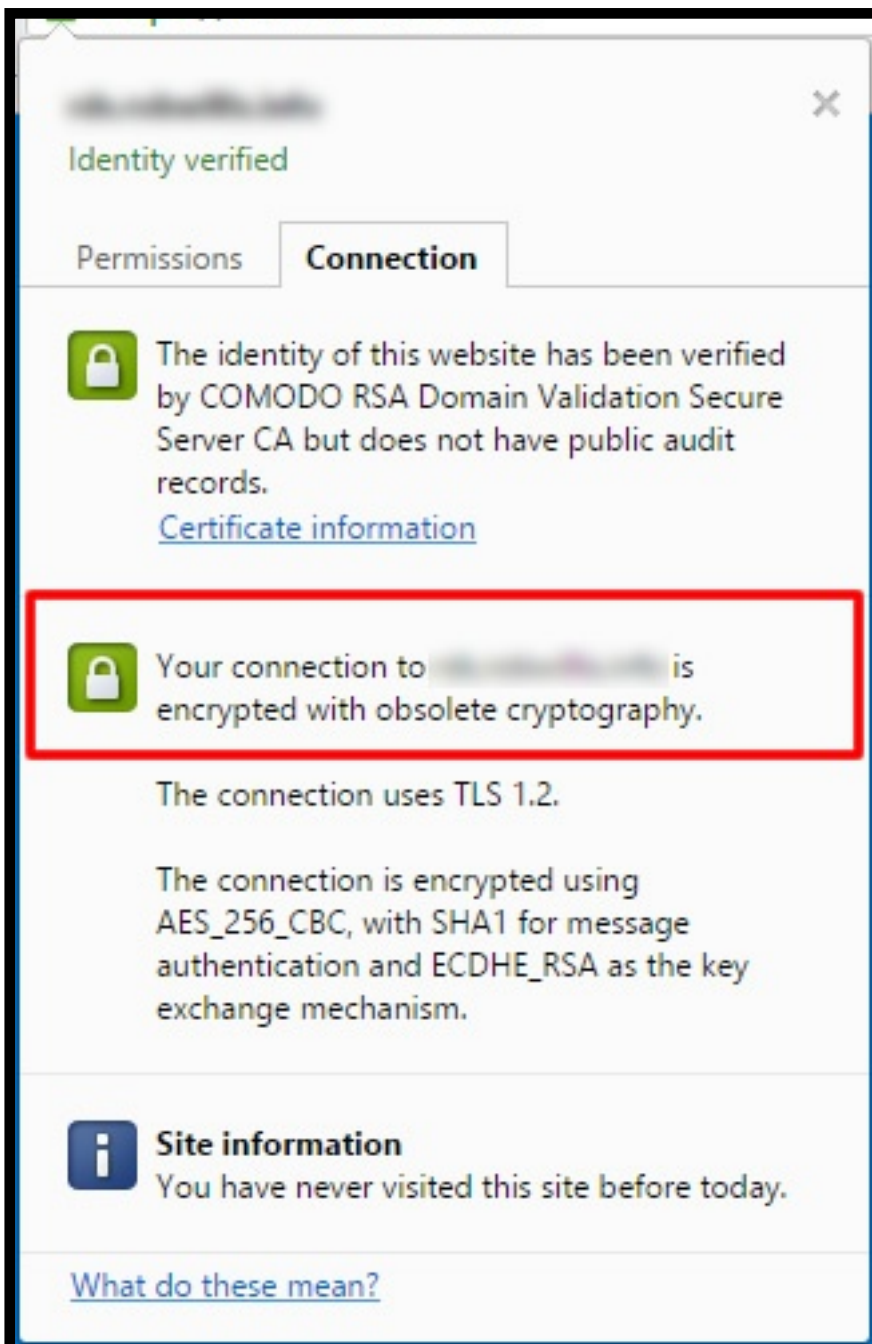 Identity verified
Permissions
Connection
The identity of this website has been verified
by COMODO RSA Domain Validation Secure
Server CA but does not have public audit
records.
Certificate information
Your connection to is
encrypted with obsolete cryptography.
The connection uses TLS 1.2.
The connection is encrypted using
AES_256_CBC, with SHA1 for message
authentication and ECDHE_RSA as the key
exchange mechanism.
Site information
You have never visited this site before today.
What do these mean?